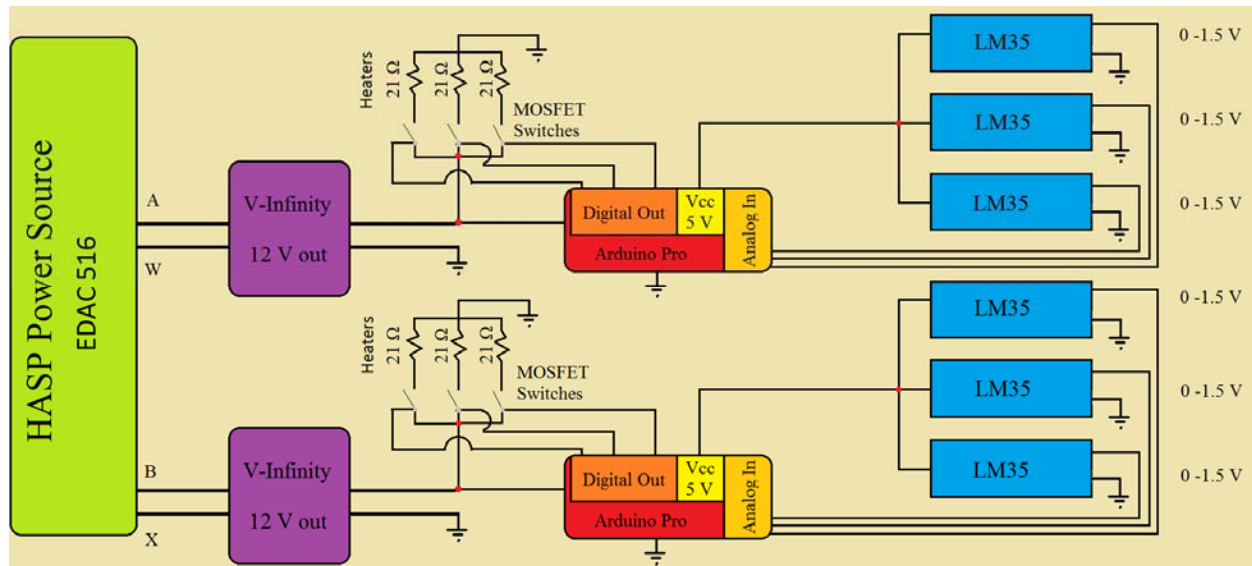 HASP Power Source
EDAC 516
A
W
V-Infinity
12 V out
Heaters
21 Ω
21 Ω
21 Ω
MOSFET
Switches
Digital Out
Vcc
5 V
Analog In
Arduino Pro
LM35
0 -1.5 V
LM35
0 -1.5 V
LM35
0 -1.5 V
B
X
V-Infinity
12 V out
Heaters
21 Ω
21 Ω
21 Ω
MOSFET
Switches
Digital Out
Vcc
5 V
Analog In
Arduino Pro
LM35
0 -1.5 V
LM35
0 -1.5 V
LM35
0 -1.5 V